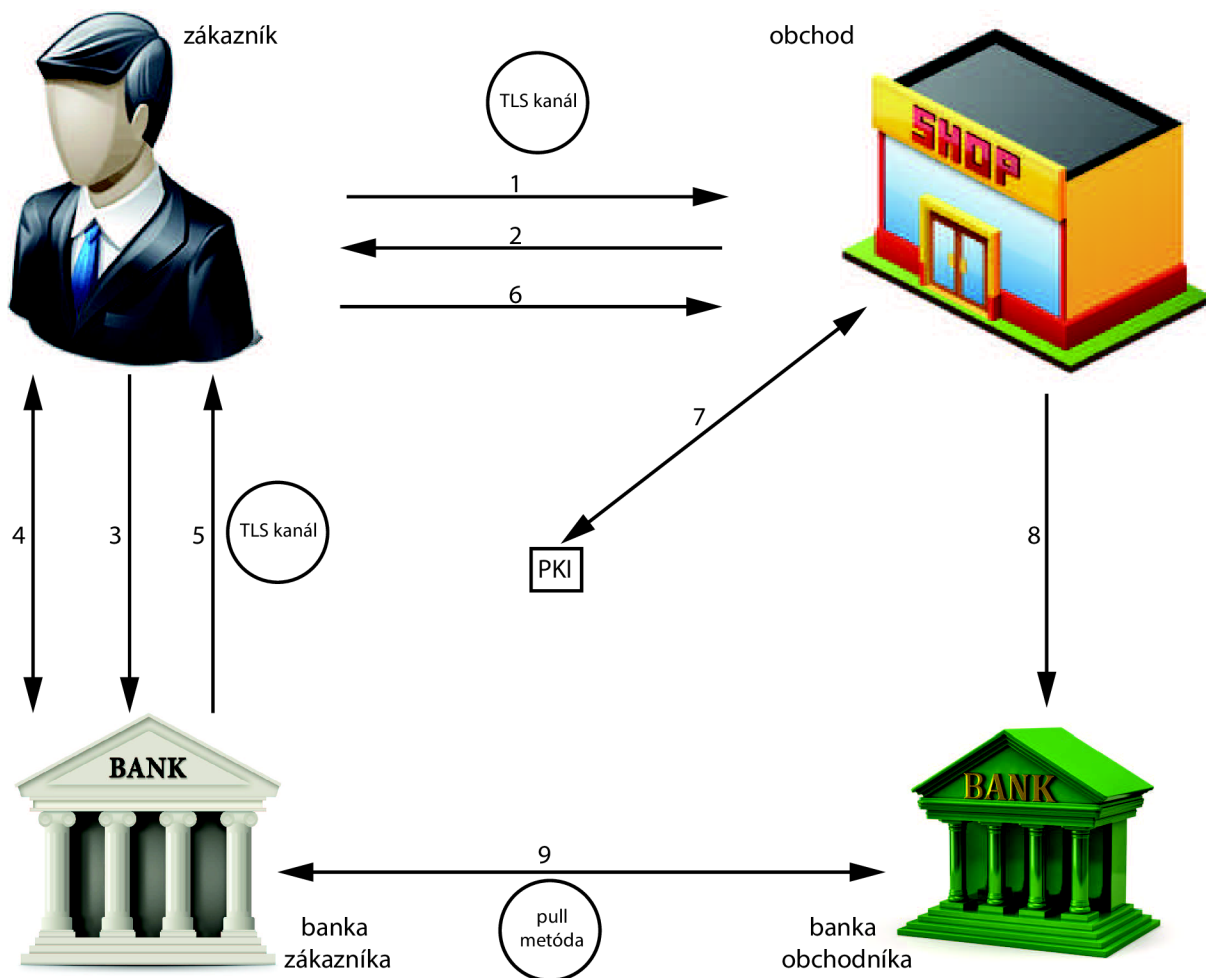 zákazník
obchod
TLS kanál
SHOP
1
2
6
7
4
3
5
TLS kanál
PKI
8
BANK
BANK
9
pull
metóda
banka
zákazníka
banka
obchodníka